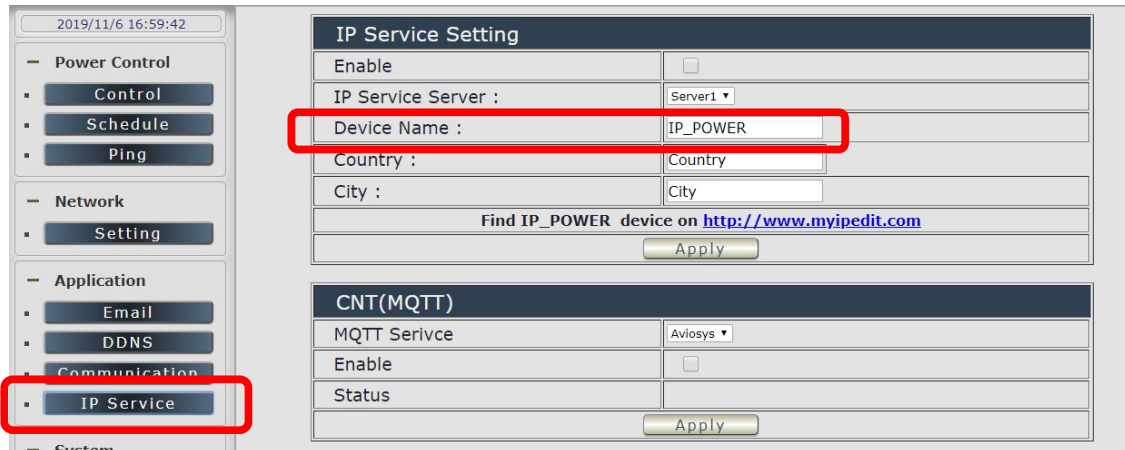 2019/11/6 16:59:42
Power Control
Control
Schedule
Ping
Network
Setting
Application
Email
DDNS
Communication
IP Service
System
IP Service Setting
Enable
IP Service Server : Server1
Device Name : IP_POWER
Country : Country
City : City
Find IP_POWER device on http://www.myipedit.com
Apply
CNT(MQTT)
MQTT Serivce Aviosys
Enable
Status
Apply